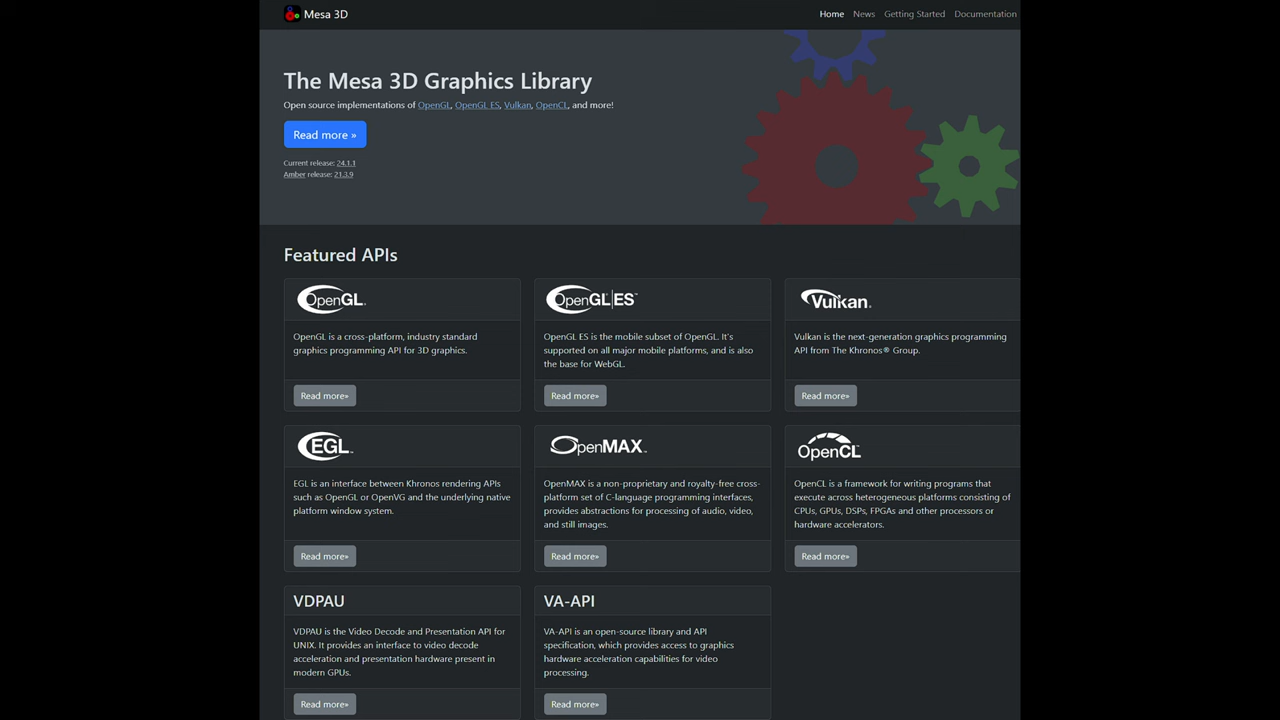 Mesa 3D
Home News Getting Started Documentation
The Mesa 3D Graphics Library
Open source implementations of OpenGL, OpenGL ES, Vulkan, OpenCL, and more!
Read more »
Current release: 24.1.1
Amber release: 21.3.9
Featured APIs
OpenGL.
OpenGL is a cross-platform, industry standard
graphics programming API for 3D graphics.
Read more»
OpenGL|ES™
OpenGL ES is the mobile subset of OpenGL. It's
supported on all major mobile platforms, and is also
the base for WebGL.
Read more»
Vulkan.
Vulkan is the next-generation graphics programming
API from The Khronos® Group.
Read more»
EGL™
EGL is an interface between Khronos rendering APIs
such as OpenGL or OpenVG and the underlying native
platform window system.
Read more»
OpenMAX™
OpenMAX is a non-proprietary and royalty-free cross-
platform set of C-language programming interfaces,
provides abstractions for processing of audio, video,
and still images.
Read more»
OpenCL
OpenCL is a framework for writing programs that
execute across heterogeneous platforms consisting of
CPUs, GPUs, DSPs, FPGAs and other processors or
hardware accelerators.
Read more»
VDPAU
VDPAU is the Video Decode and Presentation API for
UNIX. It provides an interface to video decode
acceleration and presentation hardware present in
modern GPUs.
Read more»
VA-API
VA-API is an open-source library and API
specification, which provides access to graphics
hardware acceleration capabilities for video
processing.
Read more»